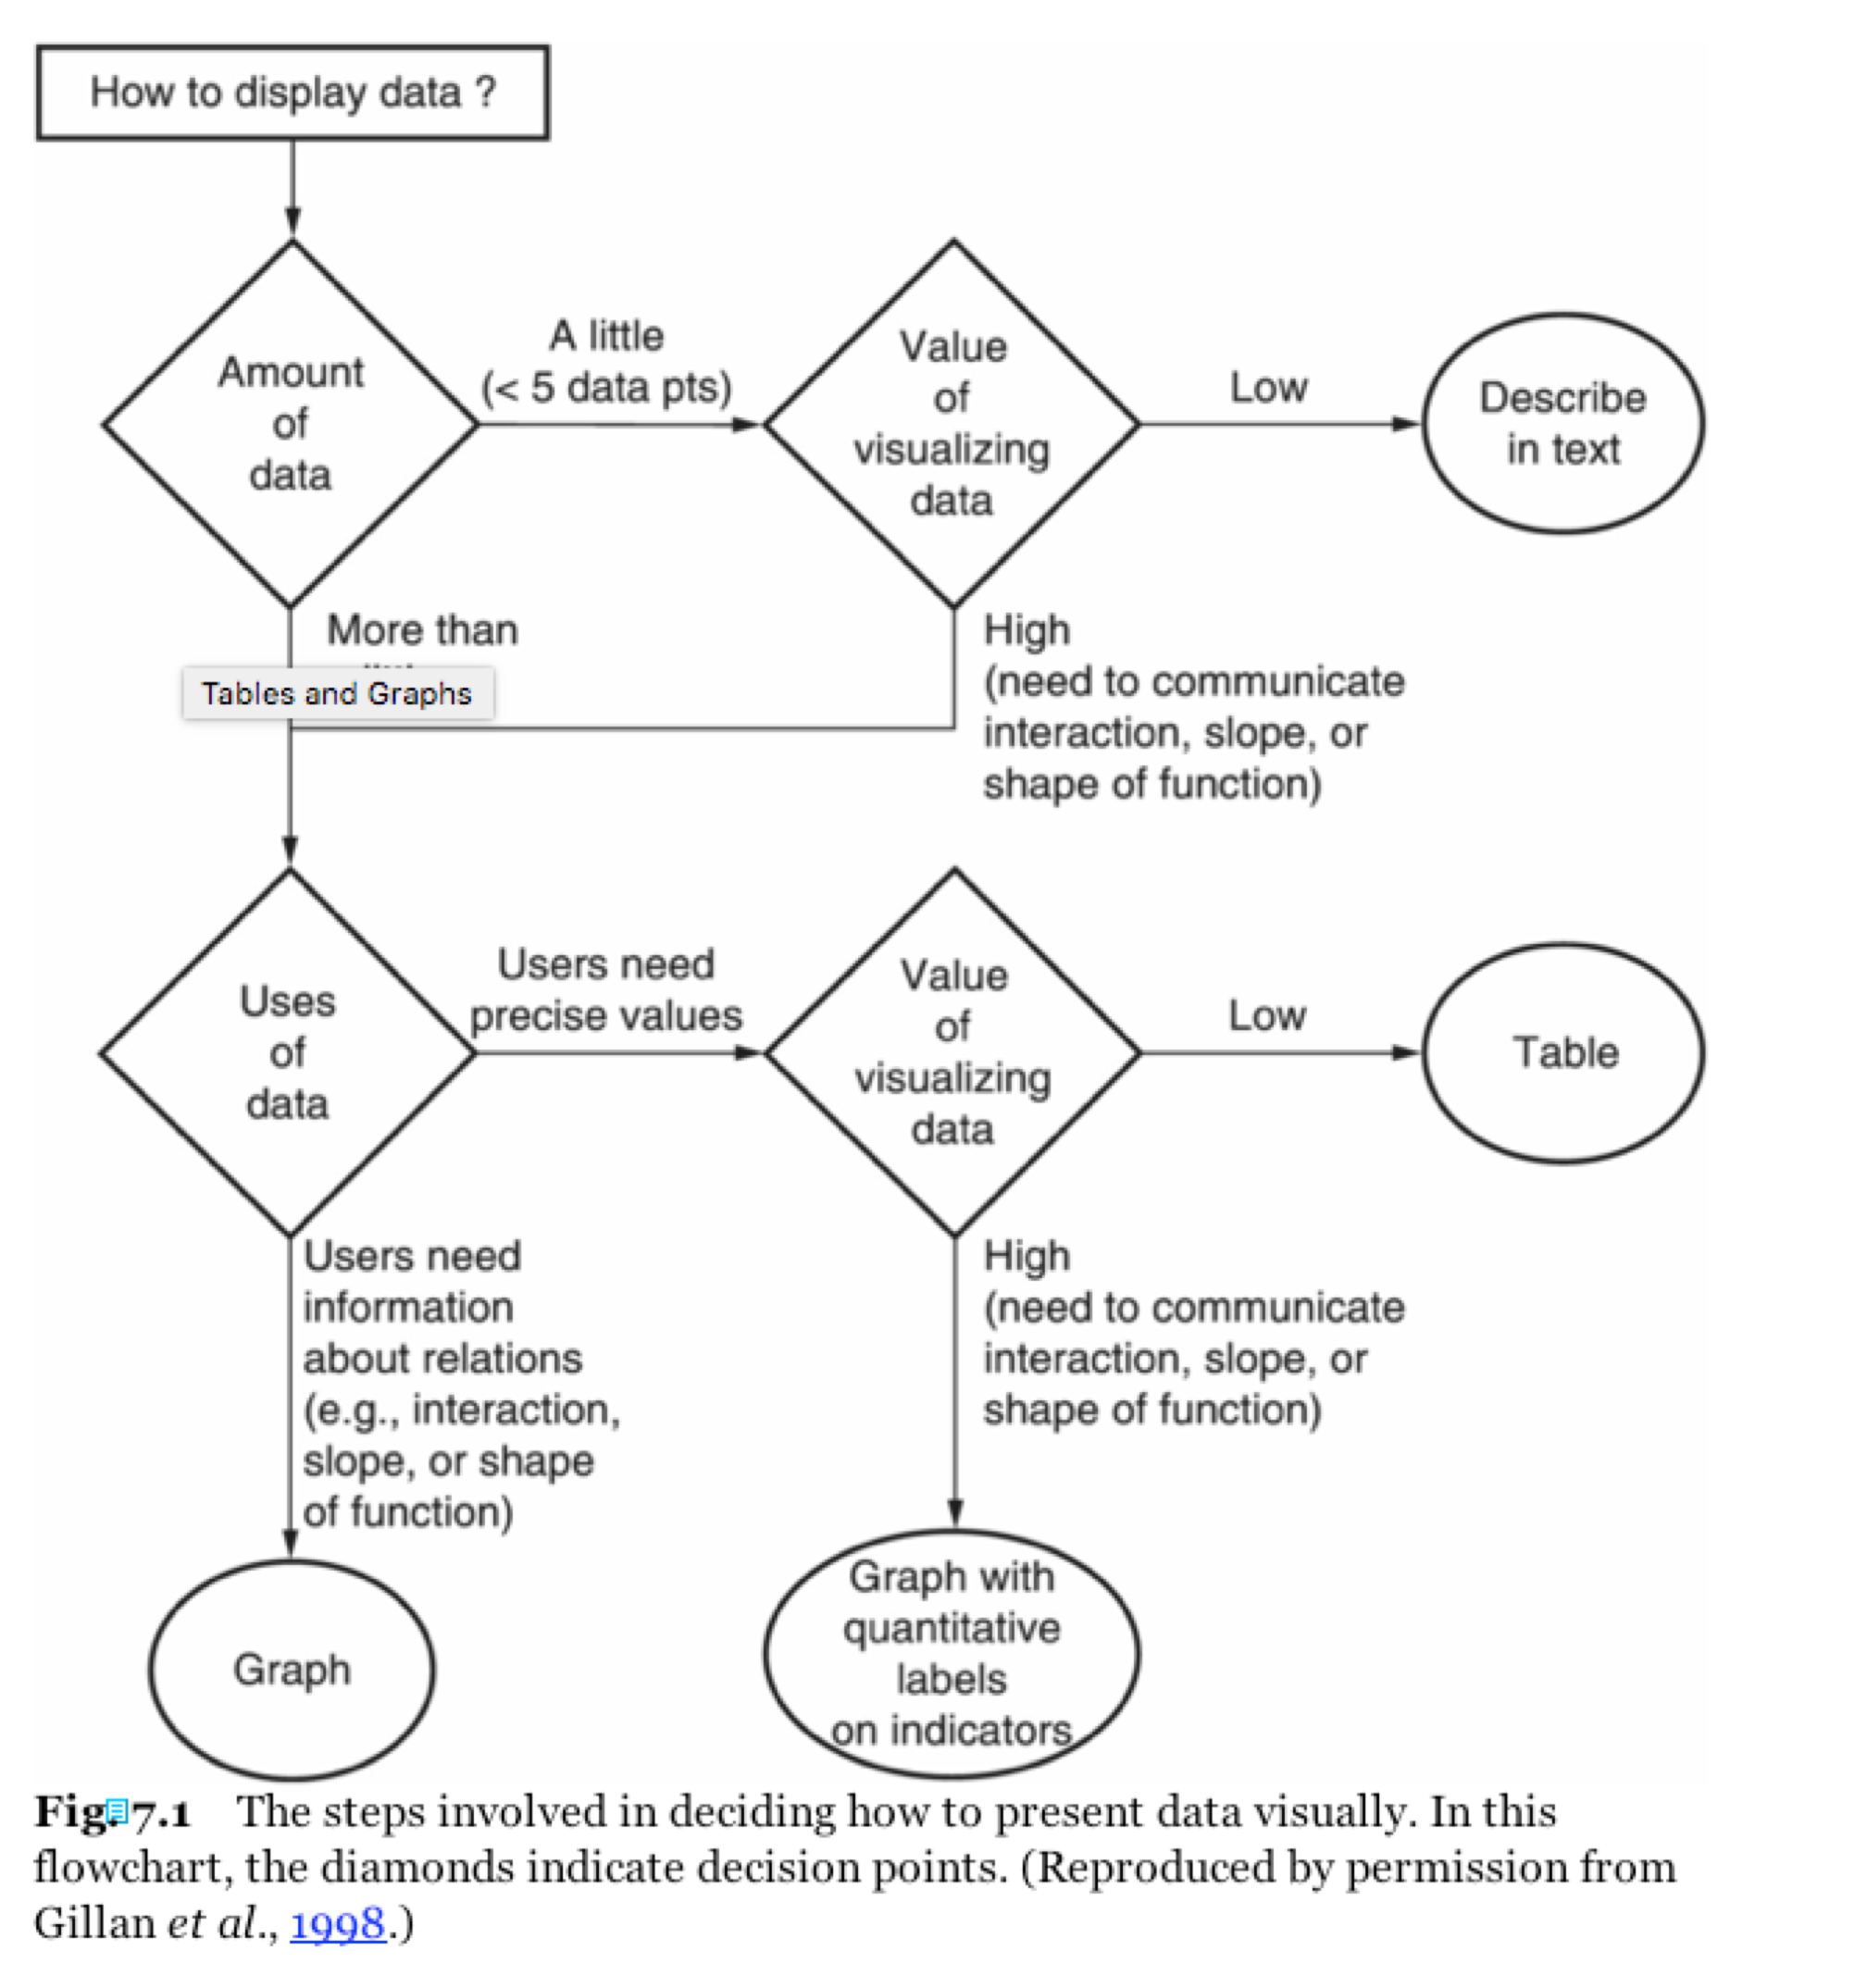 How to display data ?
Amount
of
data
A little
(< 5 data pts)
Value
of
visualizing
data
Low
Describe
in text
More than
Tables and Graphs
High
(need to communicate
interaction, slope, or
shape of function)
Uses
of
data
Users need
precise values
Value
of
visualizing
data
Low
Table
Users need
information
about relations
(e.g., interaction,
slope, or shape
of function)
High
(need to communicate
interaction, slope, or
shape of function)
Graph
Graph with
quantitative
labels
on indicators
Fig. 7.1 The steps involved in deciding how to present data visually. In this
flowchart, the diamonds indicate decision points. (Reproduced by permission from
Gillan et al., 1998.)